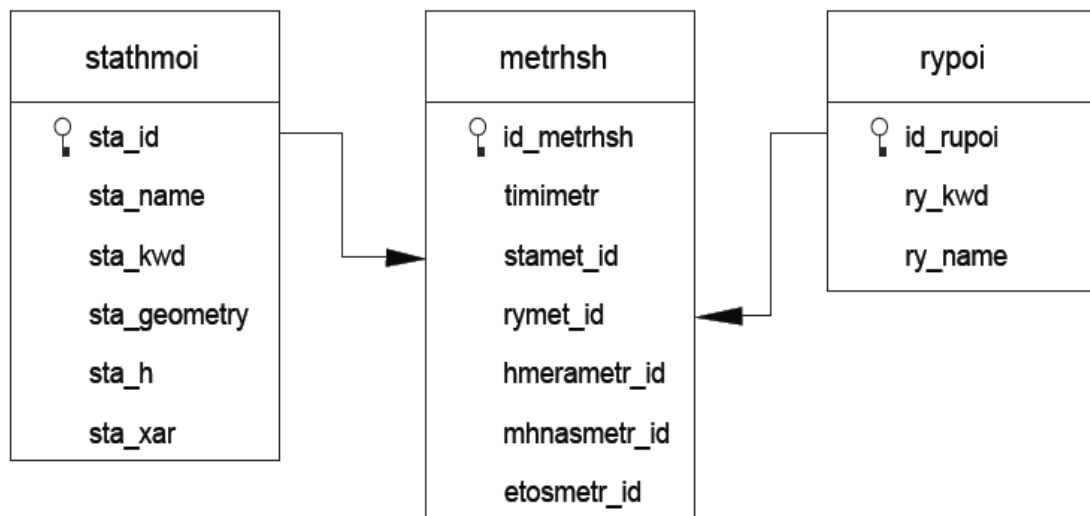 stathmoi
sta_id
sta_name
sta_kwd
sta_geometry
sta_h
sta_xar
metrhsh
id_metrhsh
timimetr
stamet_id
rymet_id
hmerametr_id
mhnasmetr_id
etosmetr_id
rypoi
id_rupoi
ry_kwd
ry_name